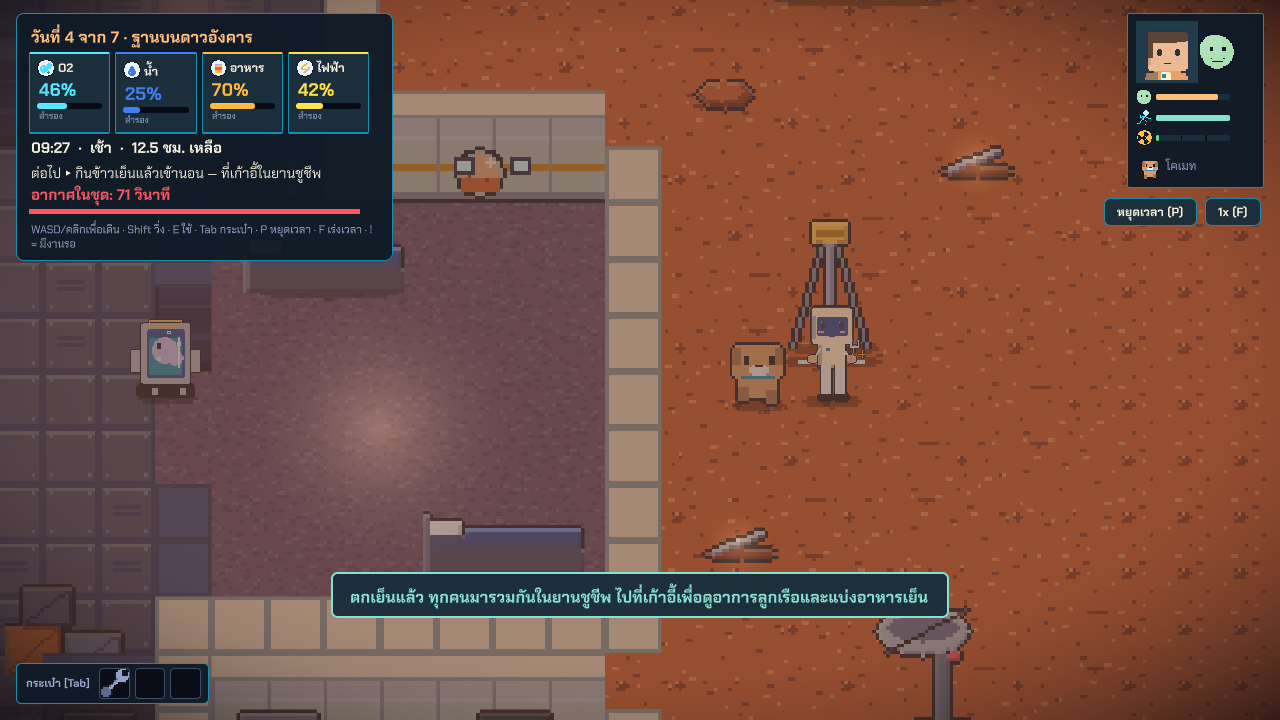 วันที่ 4 จาก 7 · ฐานบนดาวอังคาร
O2
46%
สำรอง
น้ำ
25%
สำรอง
อาหาร
70%
สำรอง
ไฟฟ้า
42%
สำรอง
09:27 · เช้า · 12.5 ชม. เหลือ
ต่อไป ▸ กินข้าวเย็นแล้วเข้านอน — ที่เก้าอี้ในยานชูชีพ
อากาศในชุด: 71 วินาที
WASD/คลิกเพื่อเดิน · Shift วิ่ง · E ใช้ · Tab กระเป๋า · P หยุดเวลา · F เร่งเวลา · !
= มีงานรอ
โคเมท
หยุดเวลา (P)
1x (F)
ตกเย็นแล้ว ทุกคนมารวมกันในยานชูชีพ ไปที่เก้าอี้เพื่อดูอาการลูกเรือและแบ่งอาหารเย็น
กระเป๋า [Tab]